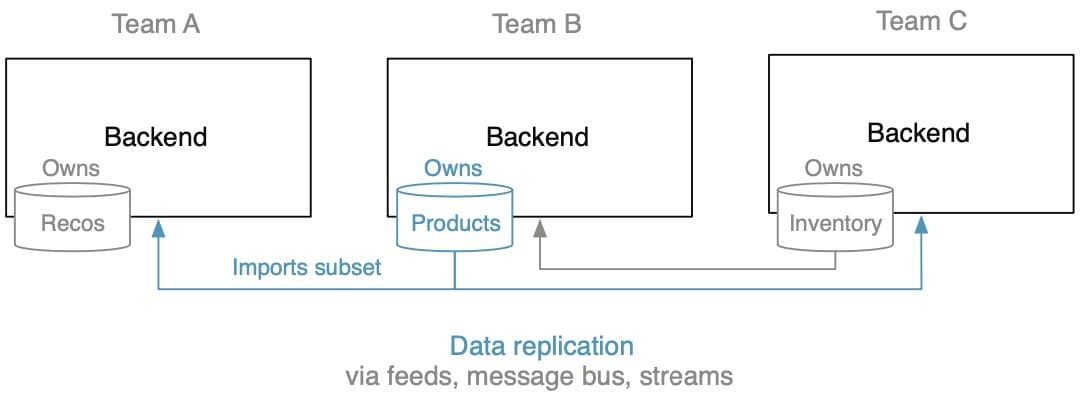 Team A
Team B
Team C
Backend
Backend
Backend
Owns
Owns
Owns
Recos
Products
Inventory
Imports subset
Data replication
via feeds, message bus, streams